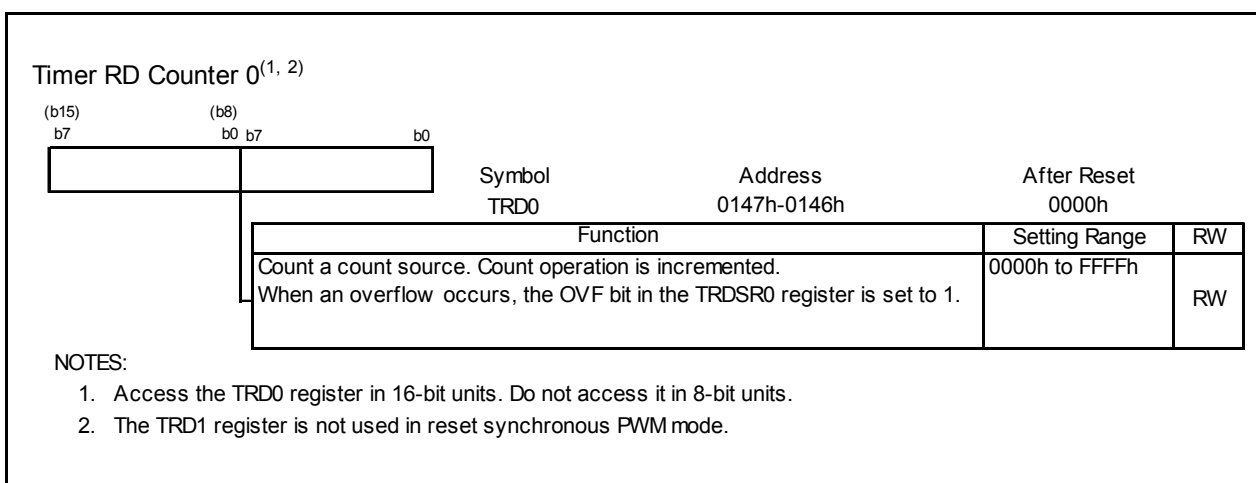 Timer RD Counter 0(1, 2)
(b15) (b8)
b7 b0 b7 b0
Symbol Address After Reset
TRD0 0147h-0146h 0000h
Function Setting Range RW
Count a count source. Count operation is incremented. 0000h to FFFFh
When an overflow occurs, the OVF bit in the TRDSR0 register is set to 1. RW
NOTES:
1. Access the TRD0 register in 16-bit units. Do not access it in 8-bit units.
2. The TRD1 register is not used in reset synchronous PWM mode.